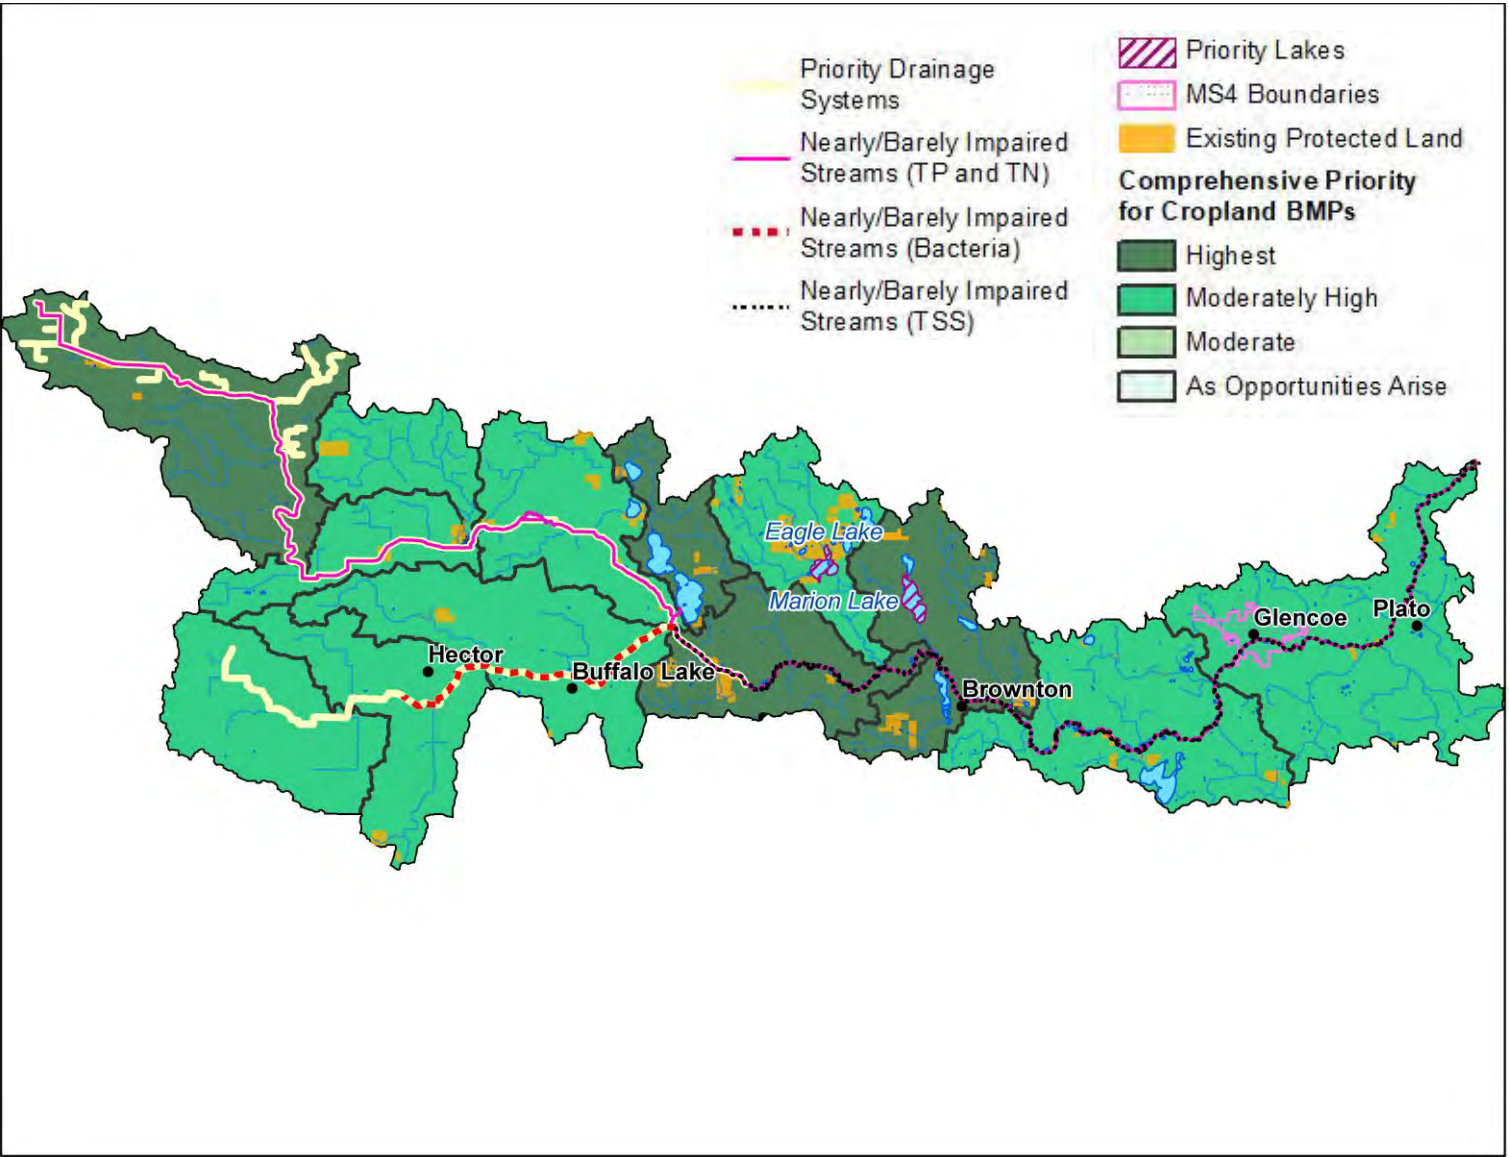 Priority Drainage
Systems
Nearly/Barely Impaired
Streams (TP and TN)
Nearly/Barely Impaired
Streams (Bacteria)
Nearly/Barely Impaired
Streams (TSS)
Priority Lakes
MS4 Boundaries
Existing Protected Land
Comprehensive Priority
for Cropland BMPs
Highest
Moderately High
Moderate
As Opportunities Arise
Eagle Lake
Marion Lake
Glencoe
Plato
Hector
Buffalo Lake
Brownton